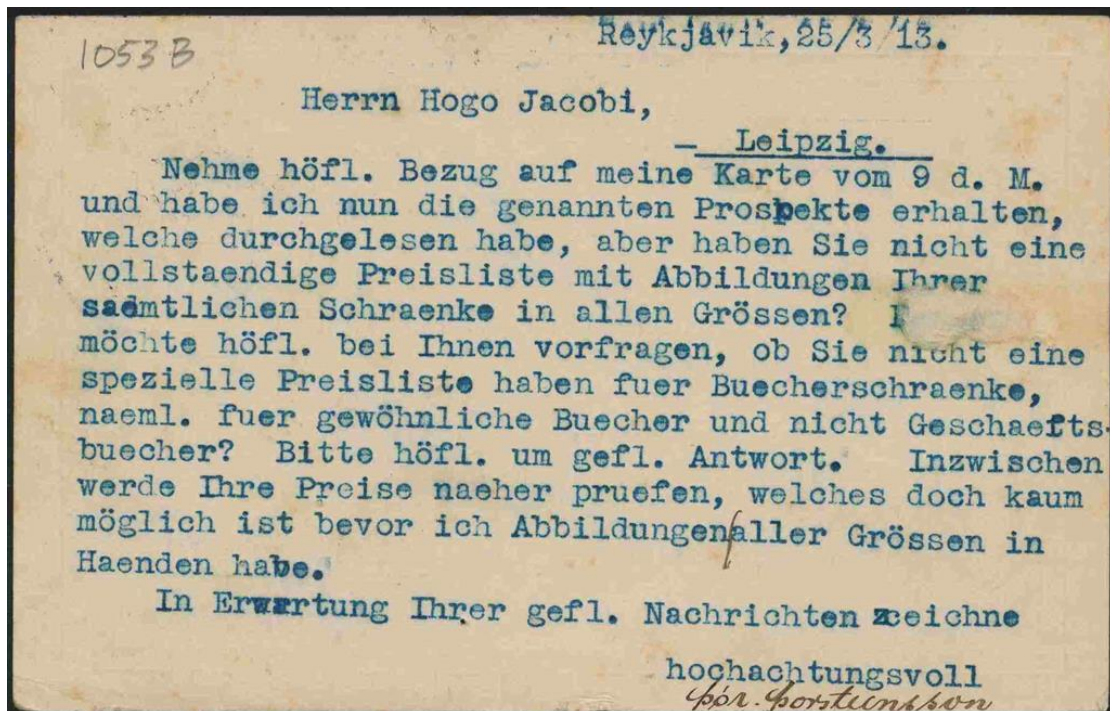 1053 B
Reykjavik, 25/3/13.
Herrn Hogo Jacobi,
Leipzig.
Nehme höfl. Bezug auf meine Karte vom 9 d. M.
und habe ich nun die genannten Prospekte erhalten,
welche durchgelesen habe, aber haben Sie nicht eine
vollstaendige Preisliste mit Abbildungen Ihrer
saemtlichen Schraenke in allen Grössen?
möchte höfl. bei Ihnen vorfragen, ob Sie nicht eine
spezielle Preisliste haben fuer Buecherschraenke,
naeml. fuer gewöhnliche Buecher und nicht Geschaefts-
buecher? Bitte höfl. um gefl. Antwort. Inzwischen
werde Ihre Preise naeher pruefen, welches doch kaum
möglich ist bevor ich Abbildungen/aller Grössen in
Haenden habe.
In Erwartung Ihrer gefl. Nachrichten zeichne
hochachtungsvoll
Þór. Þorsteinsson